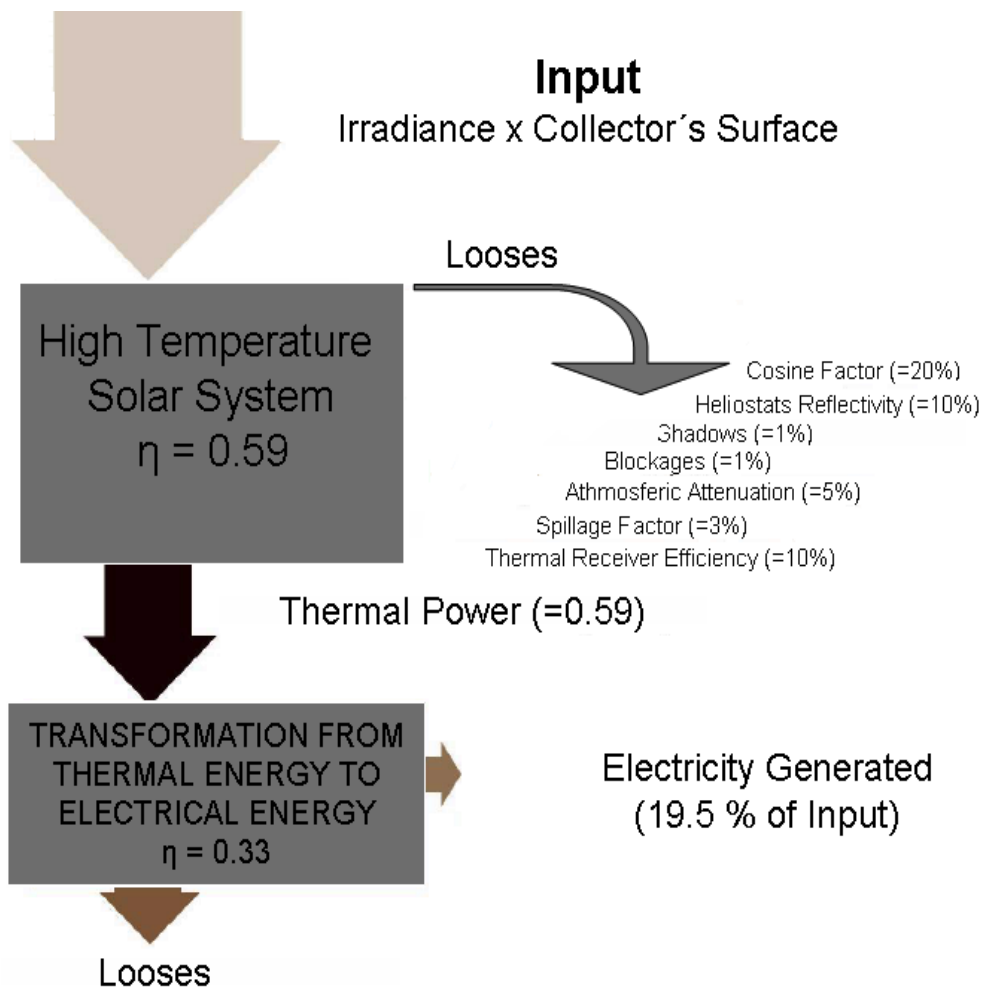 Input
Irradiance x Collector´s Surface
Looses
High Temperature
Solar System
η = 0.59
Cosine Factor (=20%)
Heliostats Reflectivity (=10%)
Shadows (=1%)
Blockages (=1%)
Athmosferic Attenuation (=5%)
Spillage Factor (=3%)
Thermal Receiver Efficiency (=10%)
Thermal Power (=0.59)
TRANSFORMATION FROM
THERMAL ENERGY TO
ELECTRICAL ENERGY
η = 0.33
Electricity Generated
(19.5 % of Input)
Looses